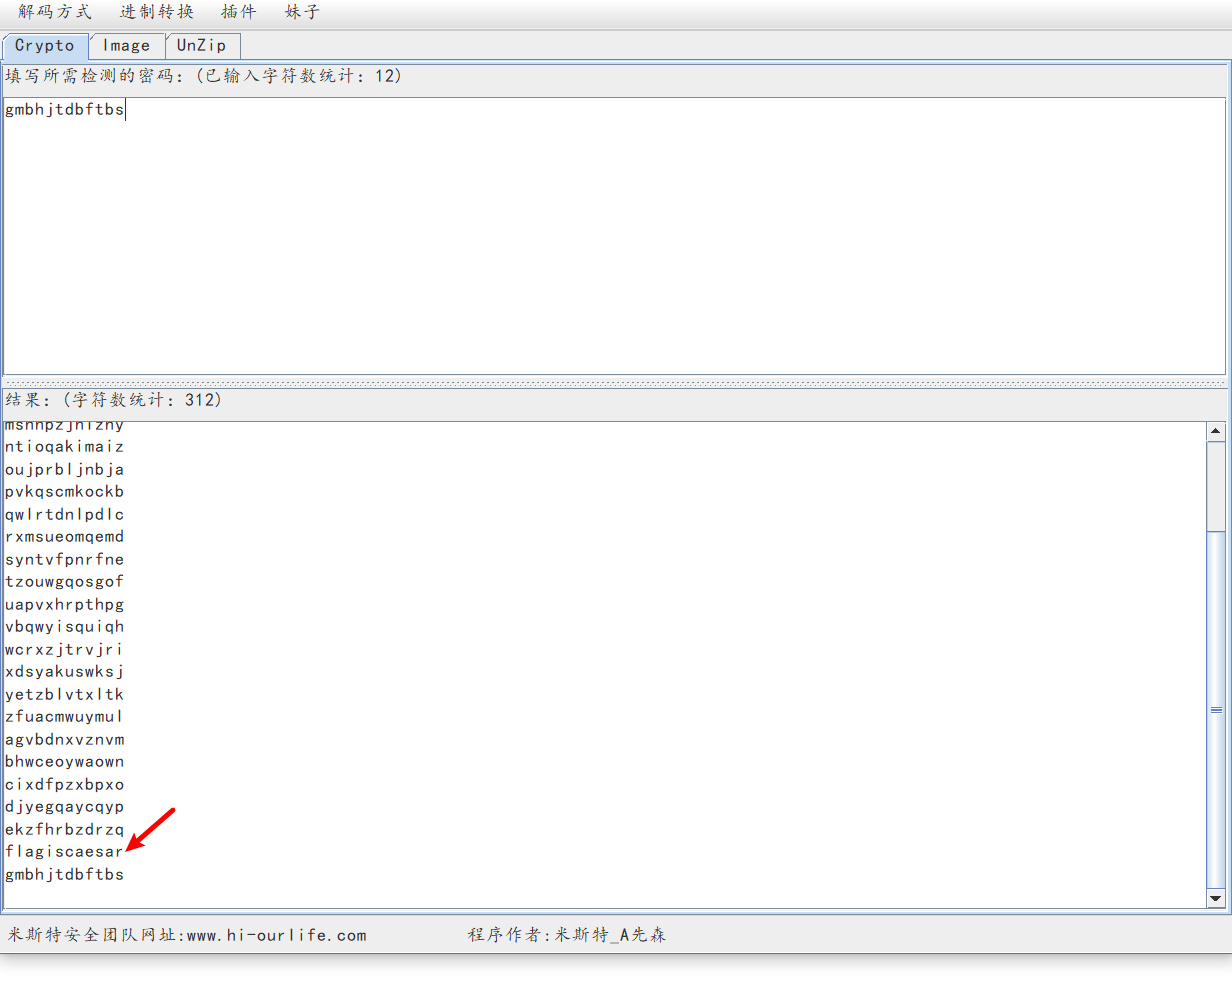 解码方式 进制转换 插件 妹子
Crypto Image UnZip
填写所需检测的密码：(已输入字符数统计：12)
gmbhjtdbftbs
结果：(字符数统计：312)
ntioqakimaiz
oujprbljnbja
pvkqscmkockb
qwlrtdnlpdlc
rxmsueomqemd
syntvfpnrfne
tzouwgqosgof
uapvxhrpthpg
vbqwyisquiqh
wcrxzjtrvjri
xdsyakuswksj
yetzblvtxltk
zfuacmwuymul
agvbdnxvznvm
bhwceoywaown
cixdfpzxbpxo
djyegqaycqyp
ekzfhrbzdrzq
flagiscaesar
gmbhjtdbftbs
米斯特安全团队网址:www.hi-ourlife.com 程序作者:米斯特_A先森